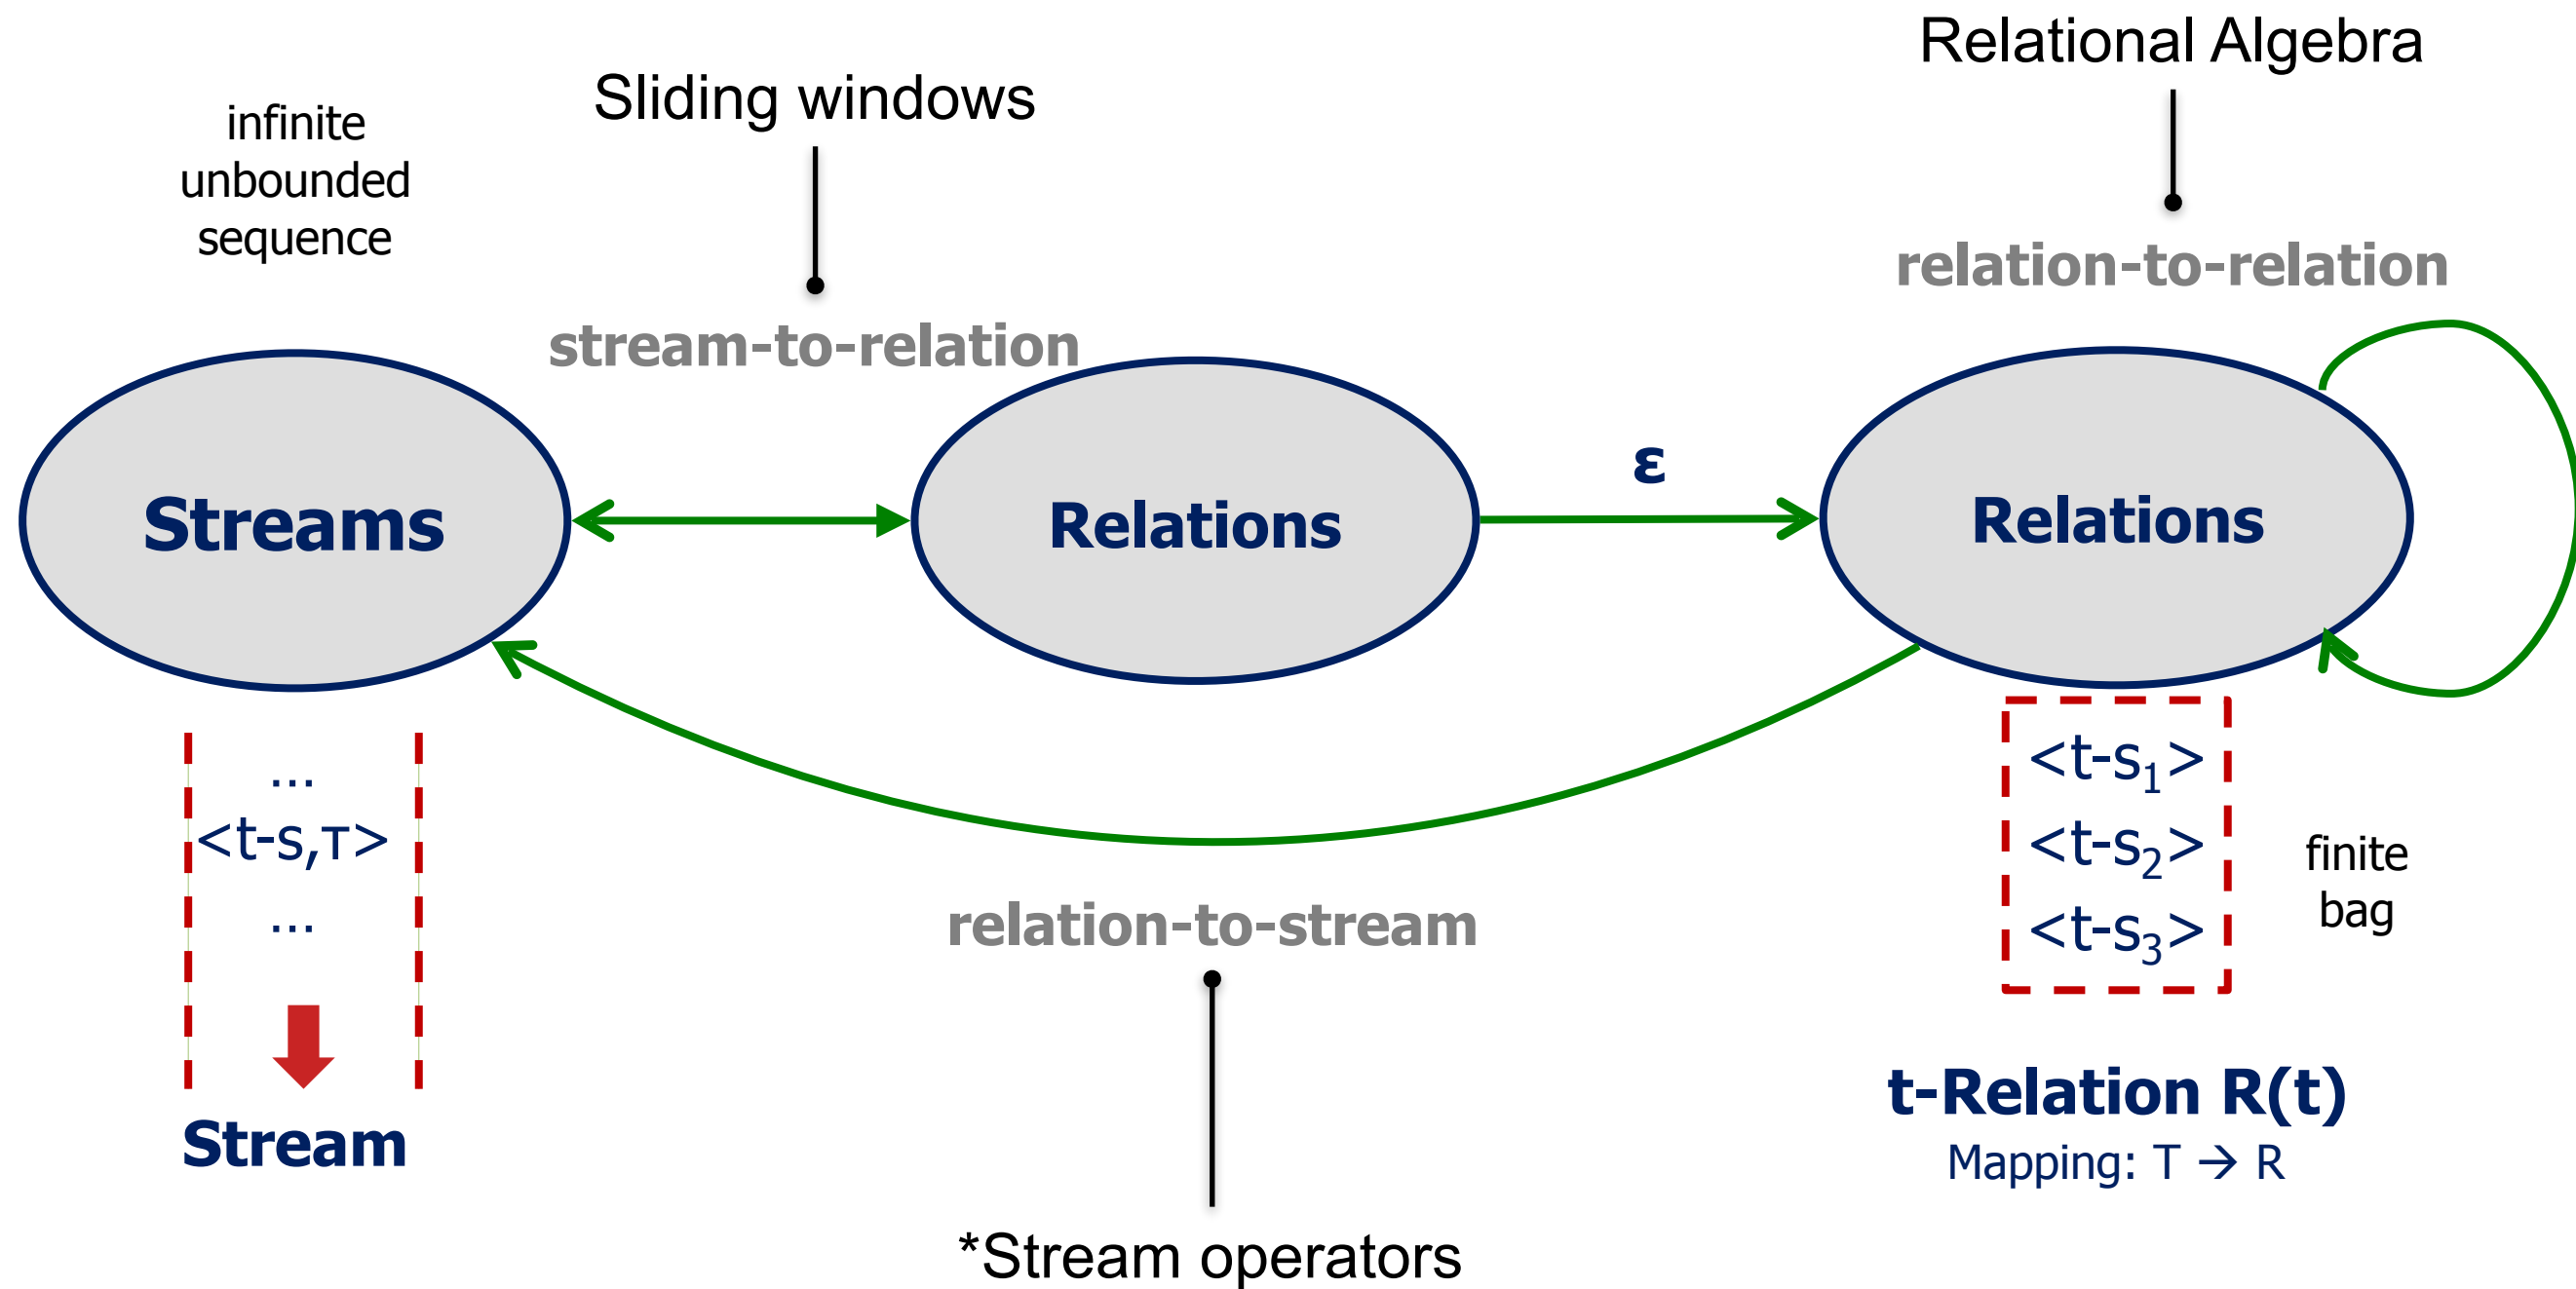 Relational Algebra
Sliding windows
infinite
unbounded
sequence
relation-to-relation
stream-to-relation
Streams
Relations
ε
Relations
...
<t-s,τ>
...
Stream
<t-s₁>
<t-s₂>
<t-s₃>
finite
bag
relation-to-stream
t-Relation R(t)
Mapping: T → R
*Stream operators